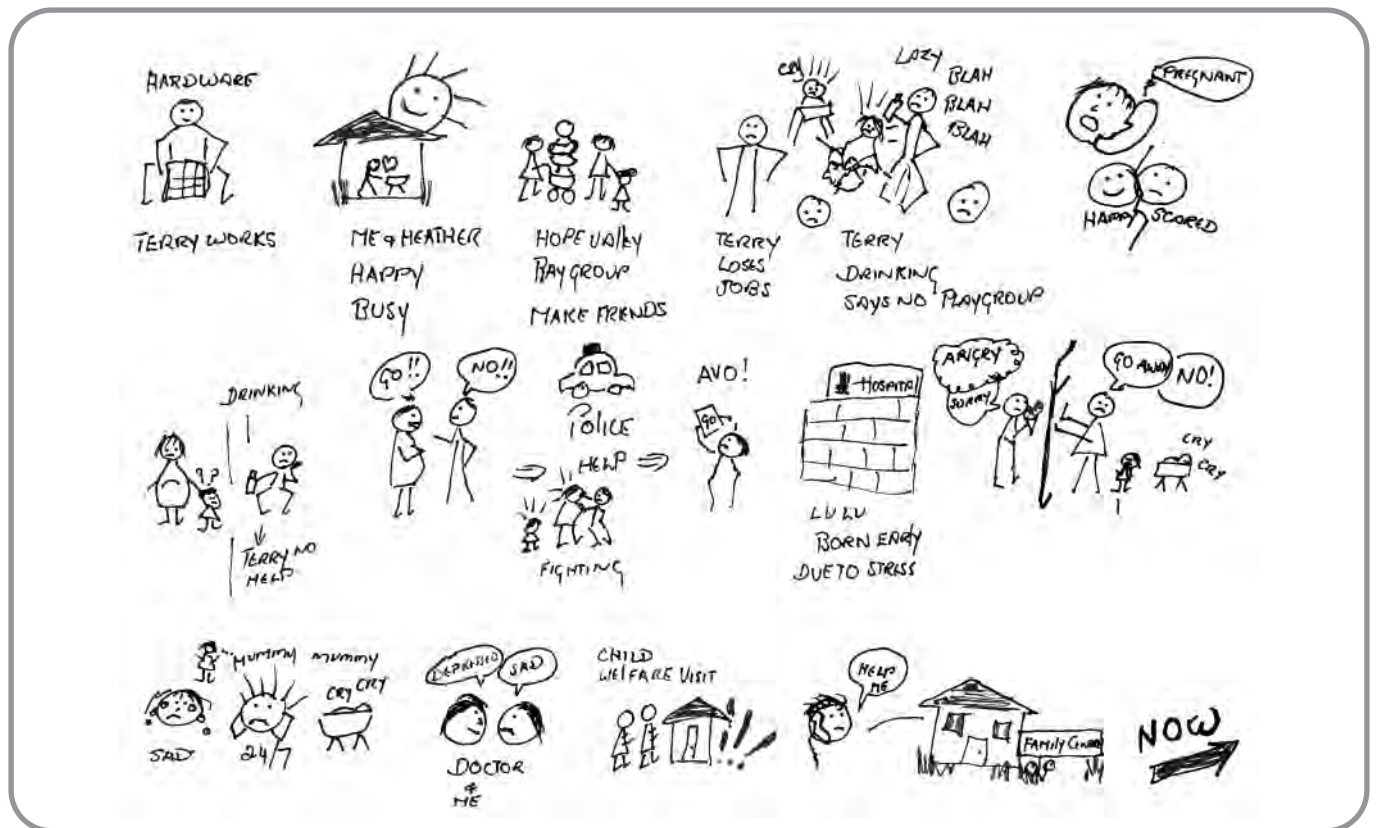 HARDWARE
TERRY WORKS
ME & HEATHER
HAPPY
BUSY
HOPE VALLEY
PLAYGROUP
MAKE FRIENDS
TERRY
LOSES
JOBS
CRY
LAZY
BLAH
BLAH
BLAH
TERRY
DRINKING
SAYS NO PLAYGROUP
PREGNANT
HAPPY SCARED
DRINKING
??
TERRY NO
HELP
GO!!
NO!!
POLICE
HELP
FIGHTING
AVO!
GO
HOSPITAL
LULU
BORN EARLY
DUE TO STRESS
ANGRY
SORRY
GO AWAY
NO!
CRY
CRY
MUMMY MUMMY
CRY CRY
SAD
24/7
DEPRESSED
SAD
DOCTOR
&
ME
CHILD
WELFARE VISIT
!!!
HELP
ME
FAMILY CENTRE
NOW